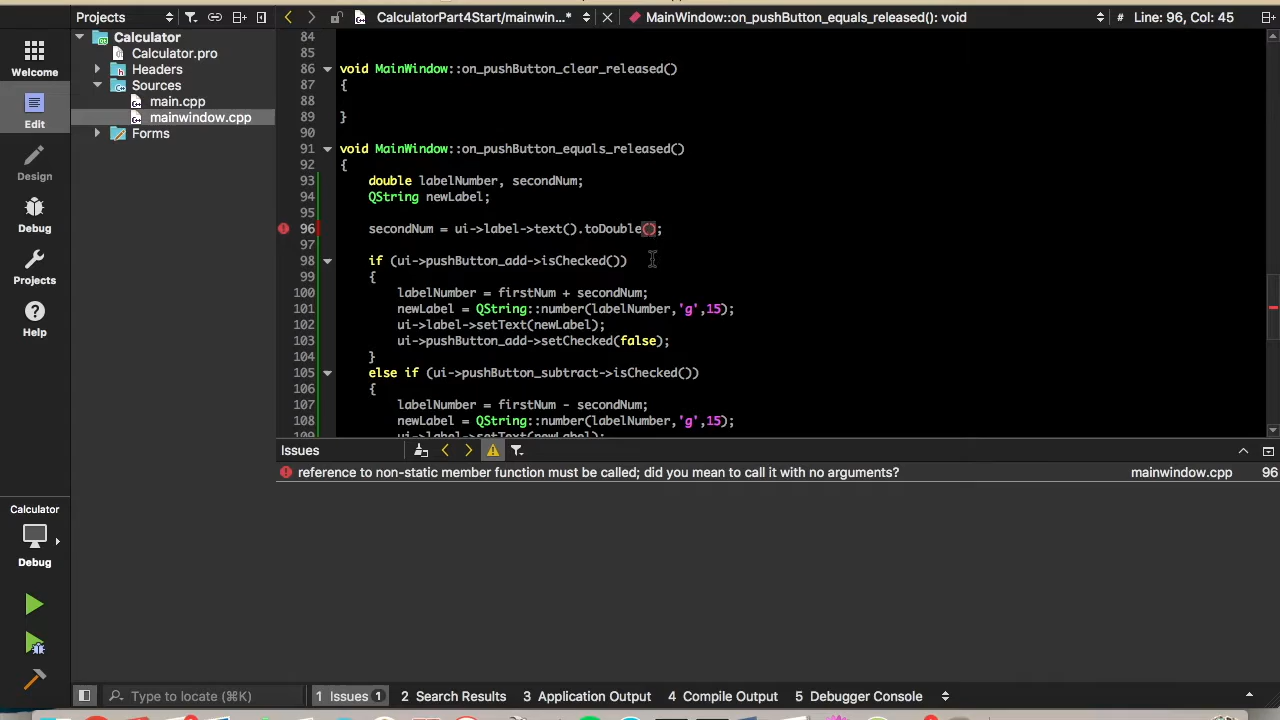 Projects
CalculatorPart4Start/mainwin...*
MainWindow::on_pushButton_equals_released(): void
# Line: 96, Col: 45
Welcome
Edit
Design
Debug
Projects
Help
Calculator
Debug
Calculator
Calculator.pro
Headers
Sources
main.cpp
mainwindow.cpp
Forms
84
85
86 void MainWindow::on_pushButton_clear_released()
87 {
88
89 }
90
91 void MainWindow::on_pushButton_equals_released()
92 {
93 double labelNumber, secondNum;
94 QString newLabel;
95
96 secondNum = ui->label->text().toDouble();
97
98 if (ui->pushButton_add->isChecked())
99 {
100 labelNumber = firstNum + secondNum;
101 newLabel = QString::number(labelNumber,'g',15);
102 ui->label->setText(newLabel);
103 ui->pushButton_add->setChecked(false);
104 }
105 else if (ui->pushButton_subtract->isChecked())
106 {
107 labelNumber = firstNum - secondNum;
108 newLabel = QString::number(labelNumber,'g',15);
109 ui->label->setText(newLabel);
Issues
reference to non-static member function must be called; did you mean to call it with no arguments? mainwindow.cpp 96
Type to locate (⌘K)
1 Issues 1
2 Search Results
3 Application Output
4 Compile Output
5 Debugger Console